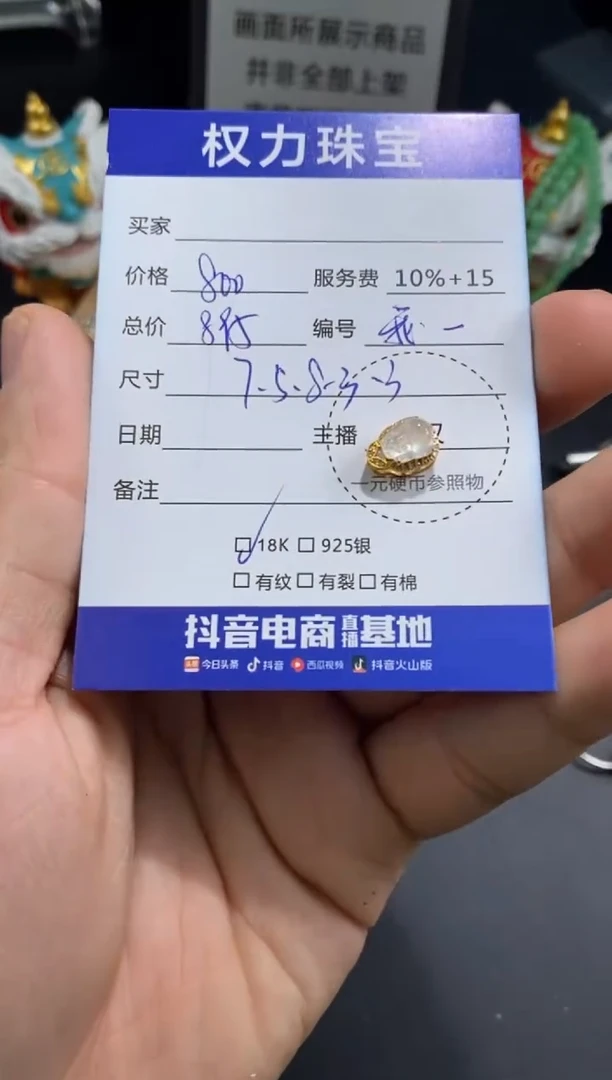 画面所展示商品
并非全部上架
权力珠宝
买家
价格 800 服务费 10%+15
总价 895 编号 一
尺寸 7.5.8.3.3
日期 主播
一元硬币参照物
备注
18K 925银
有纹 有裂 有棉
抖音电商直播基地
头条 今日头条 抖音 西瓜视频 抖音火山版